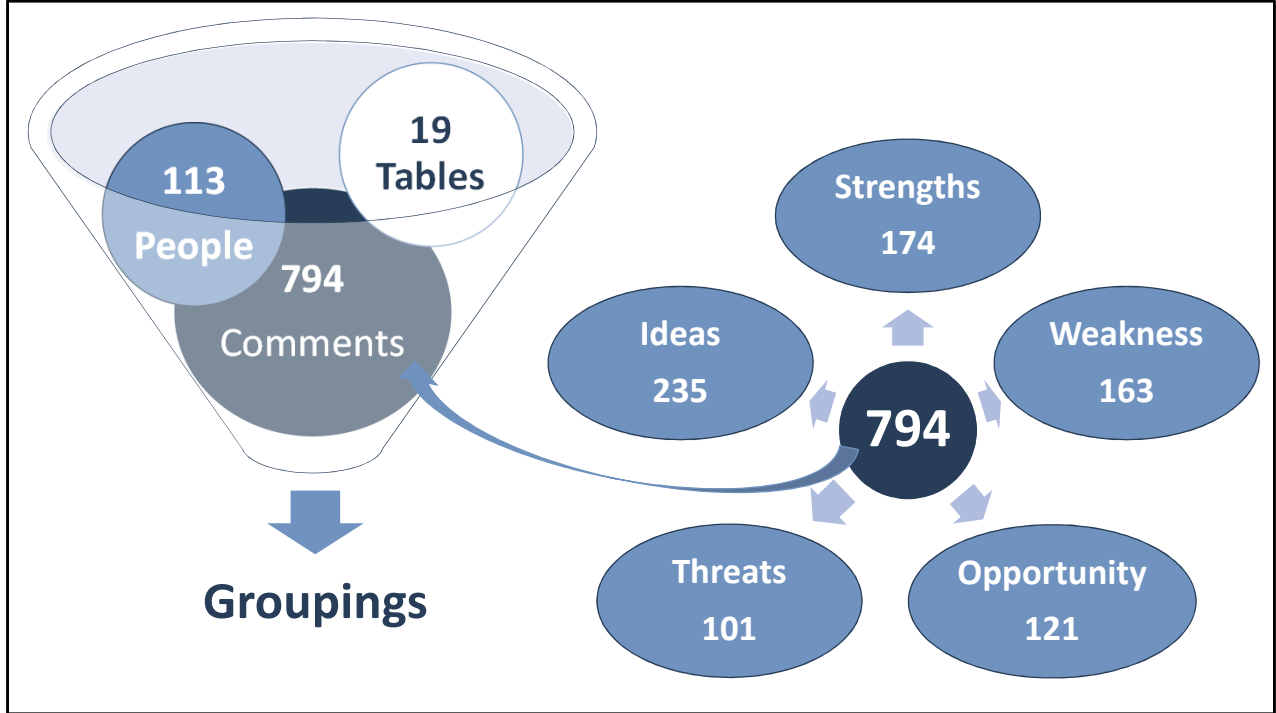 113
People
19
Tables
794
Comments
Groupings
Strengths
174
Ideas
235
Weakness
163
794
Threats
101
Opportunity
121